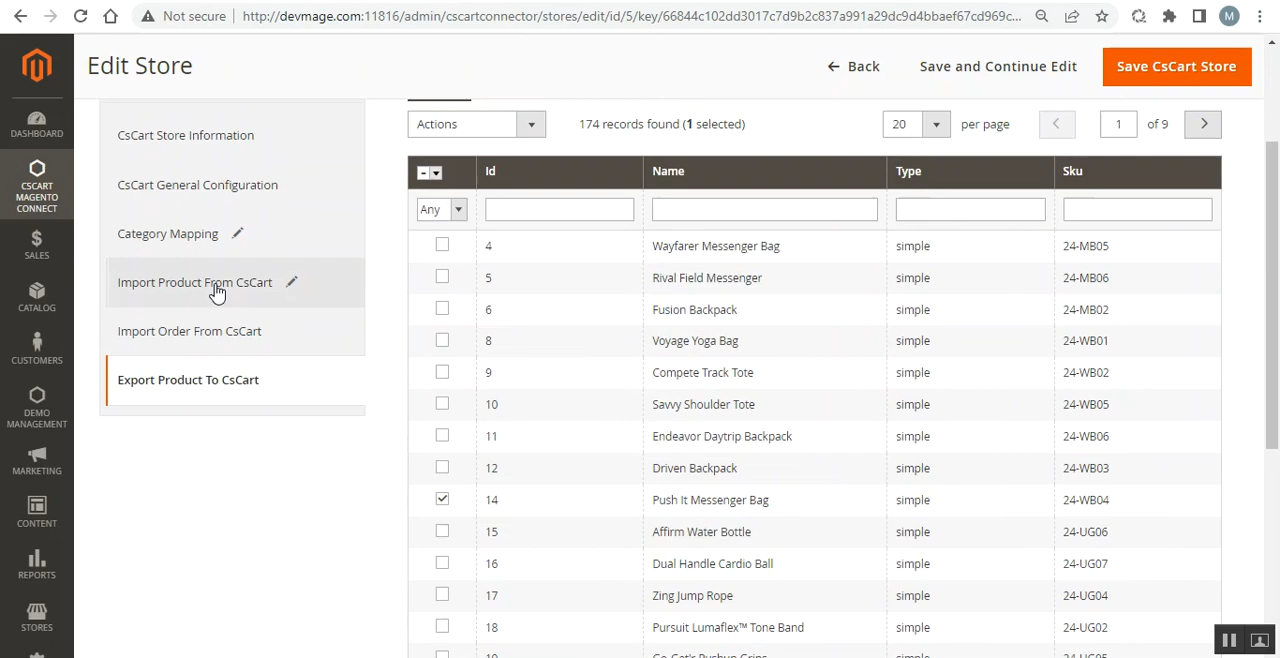 Not secure
http://devmage.com:11816/admin/cscartconnector/stores/edit/id/5/key/66844c102dd3017c7d9b2c837a991a29dc9d4bbaef67cd969c...
M
Edit Store
Back
Save and Continue Edit
Save CsCart Store
DASHBOARD
CSCART
MAGENTO
CONNECT
SALES
CATALOG
CUSTOMERS
DEMO
MANAGEMENT
MARKETING
CONTENT
REPORTS
STORES
CsCart Store Information
CsCart General Configuration
Category Mapping
Import Product From CsCart
Import Order From CsCart
Export Product To CsCart
Actions 174 records found (1 selected) 20 per page 1 of 9
Id Name Type Sku
Any
4 Wayfarer Messenger Bag simple 24-MB05
5 Rival Field Messenger simple 24-MB06
6 Fusion Backpack simple 24-MB02
8 Voyage Yoga Bag simple 24-WB01
9 Compete Track Tote simple 24-WB02
10 Savvy Shoulder Tote simple 24-WB05
11 Endeavor Daytrip Backpack simple 24-WB06
12 Driven Backpack simple 24-WB03
14 Push It Messenger Bag simple 24-WB04
15 Affirm Water Bottle simple 24-UG06
16 Dual Handle Cardio Ball simple 24-UG07
17 Zing Jump Rope simple 24-UG04
18 Pursuit Lumaflex™ Tone Band simple 24-UG02
19 Go-Get'r Pushup Grips simple 24-UG05